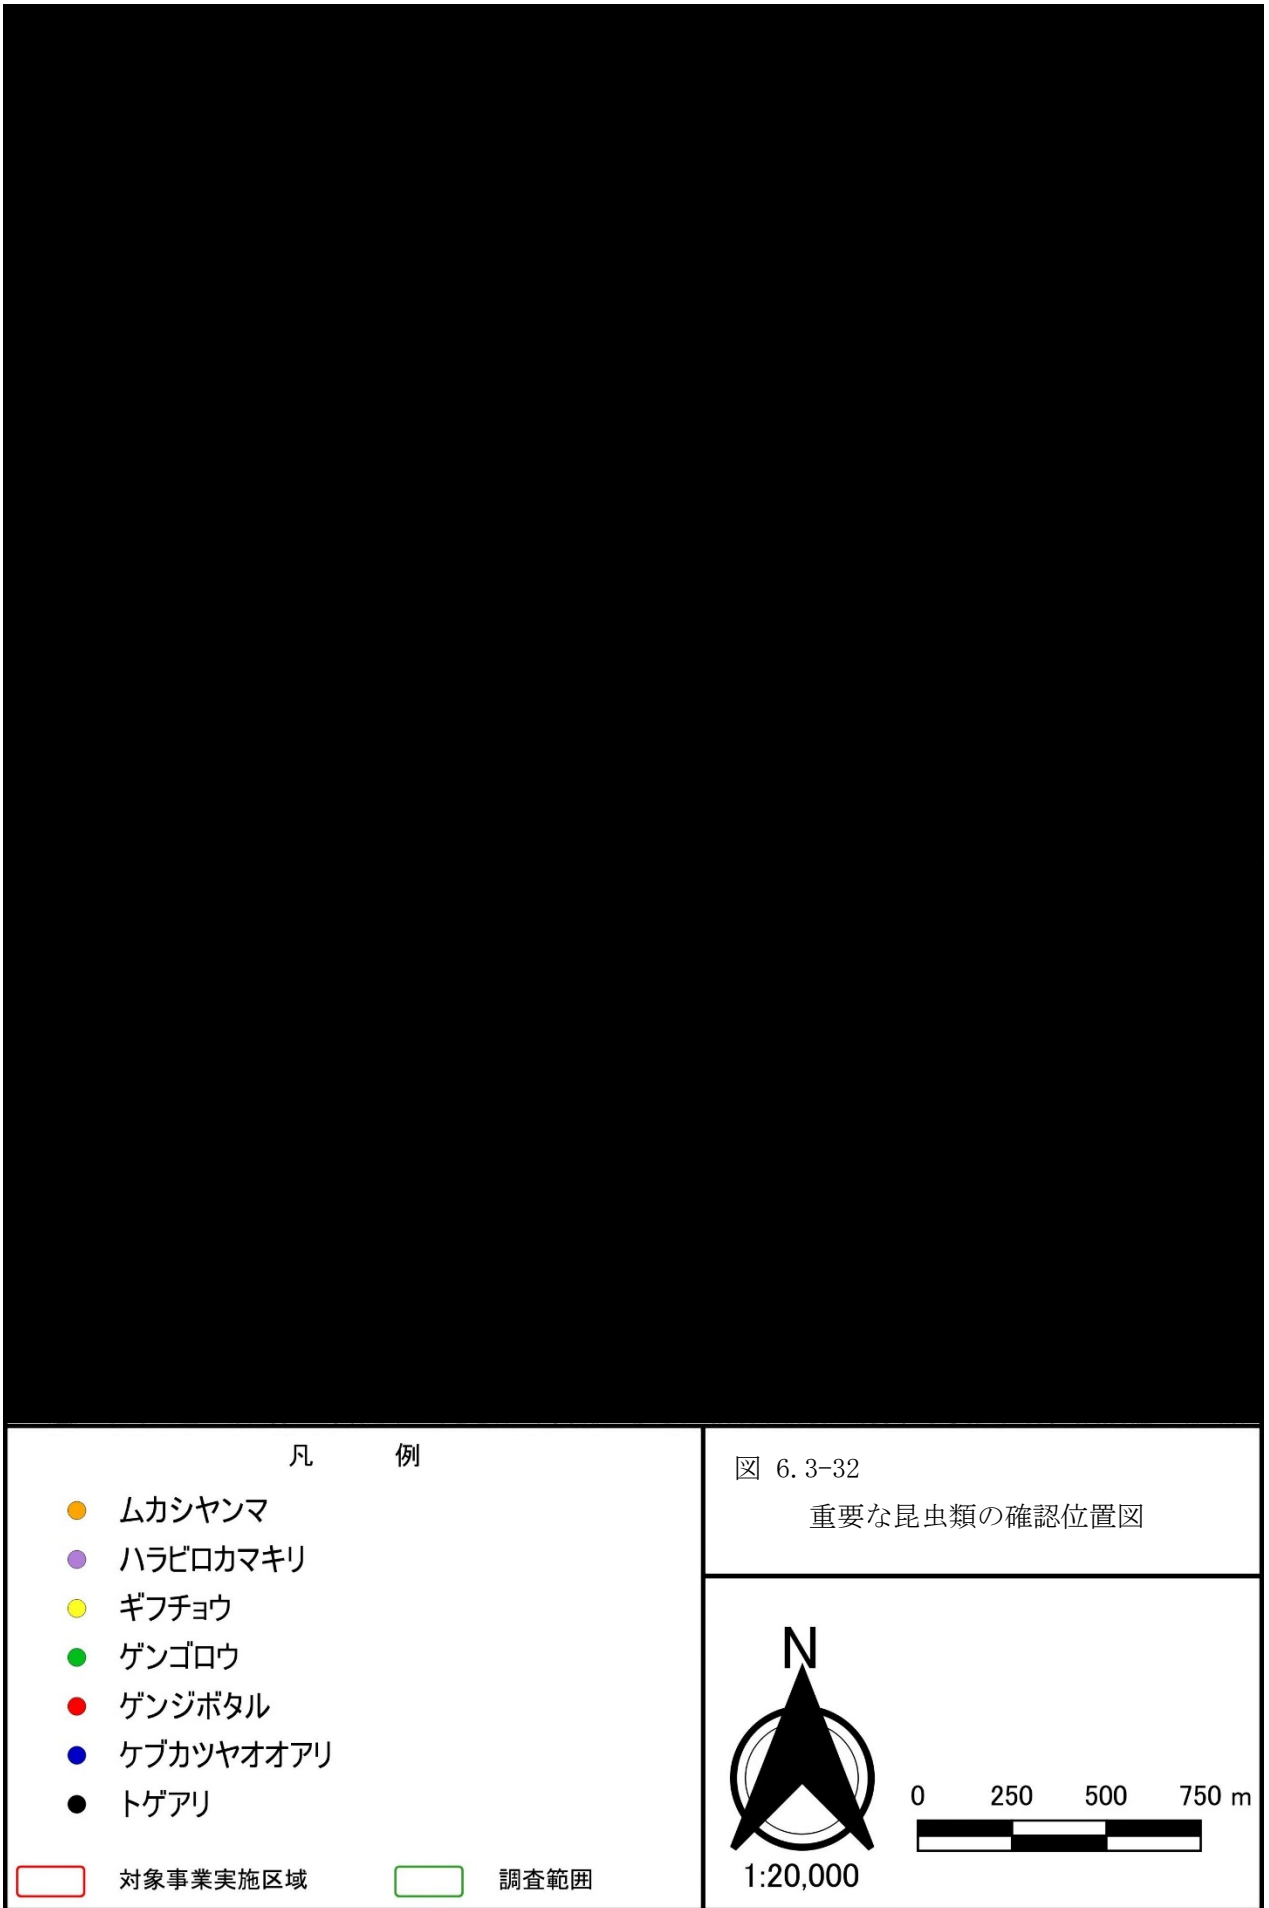 凡 例
ムカシヤンマ
ハラビロカマキリ
ギフチョウ
ゲンゴロウ
ゲンジボタル
ケブカツヤオオアリ
トゲアリ
対象事業実施区域 調査範囲
図 6.3-32
重要な昆虫類の確認位置図
N
0 250 500 750 m
1:20,000